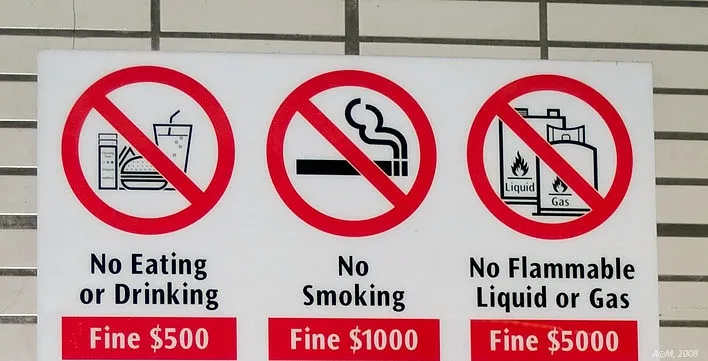 Liquid
Gas
No Eating
or Drinking
Fine $500
No
Smoking
Fine $1000
No Flammable
Liquid or Gas
Fine $5000
A@M, 2008